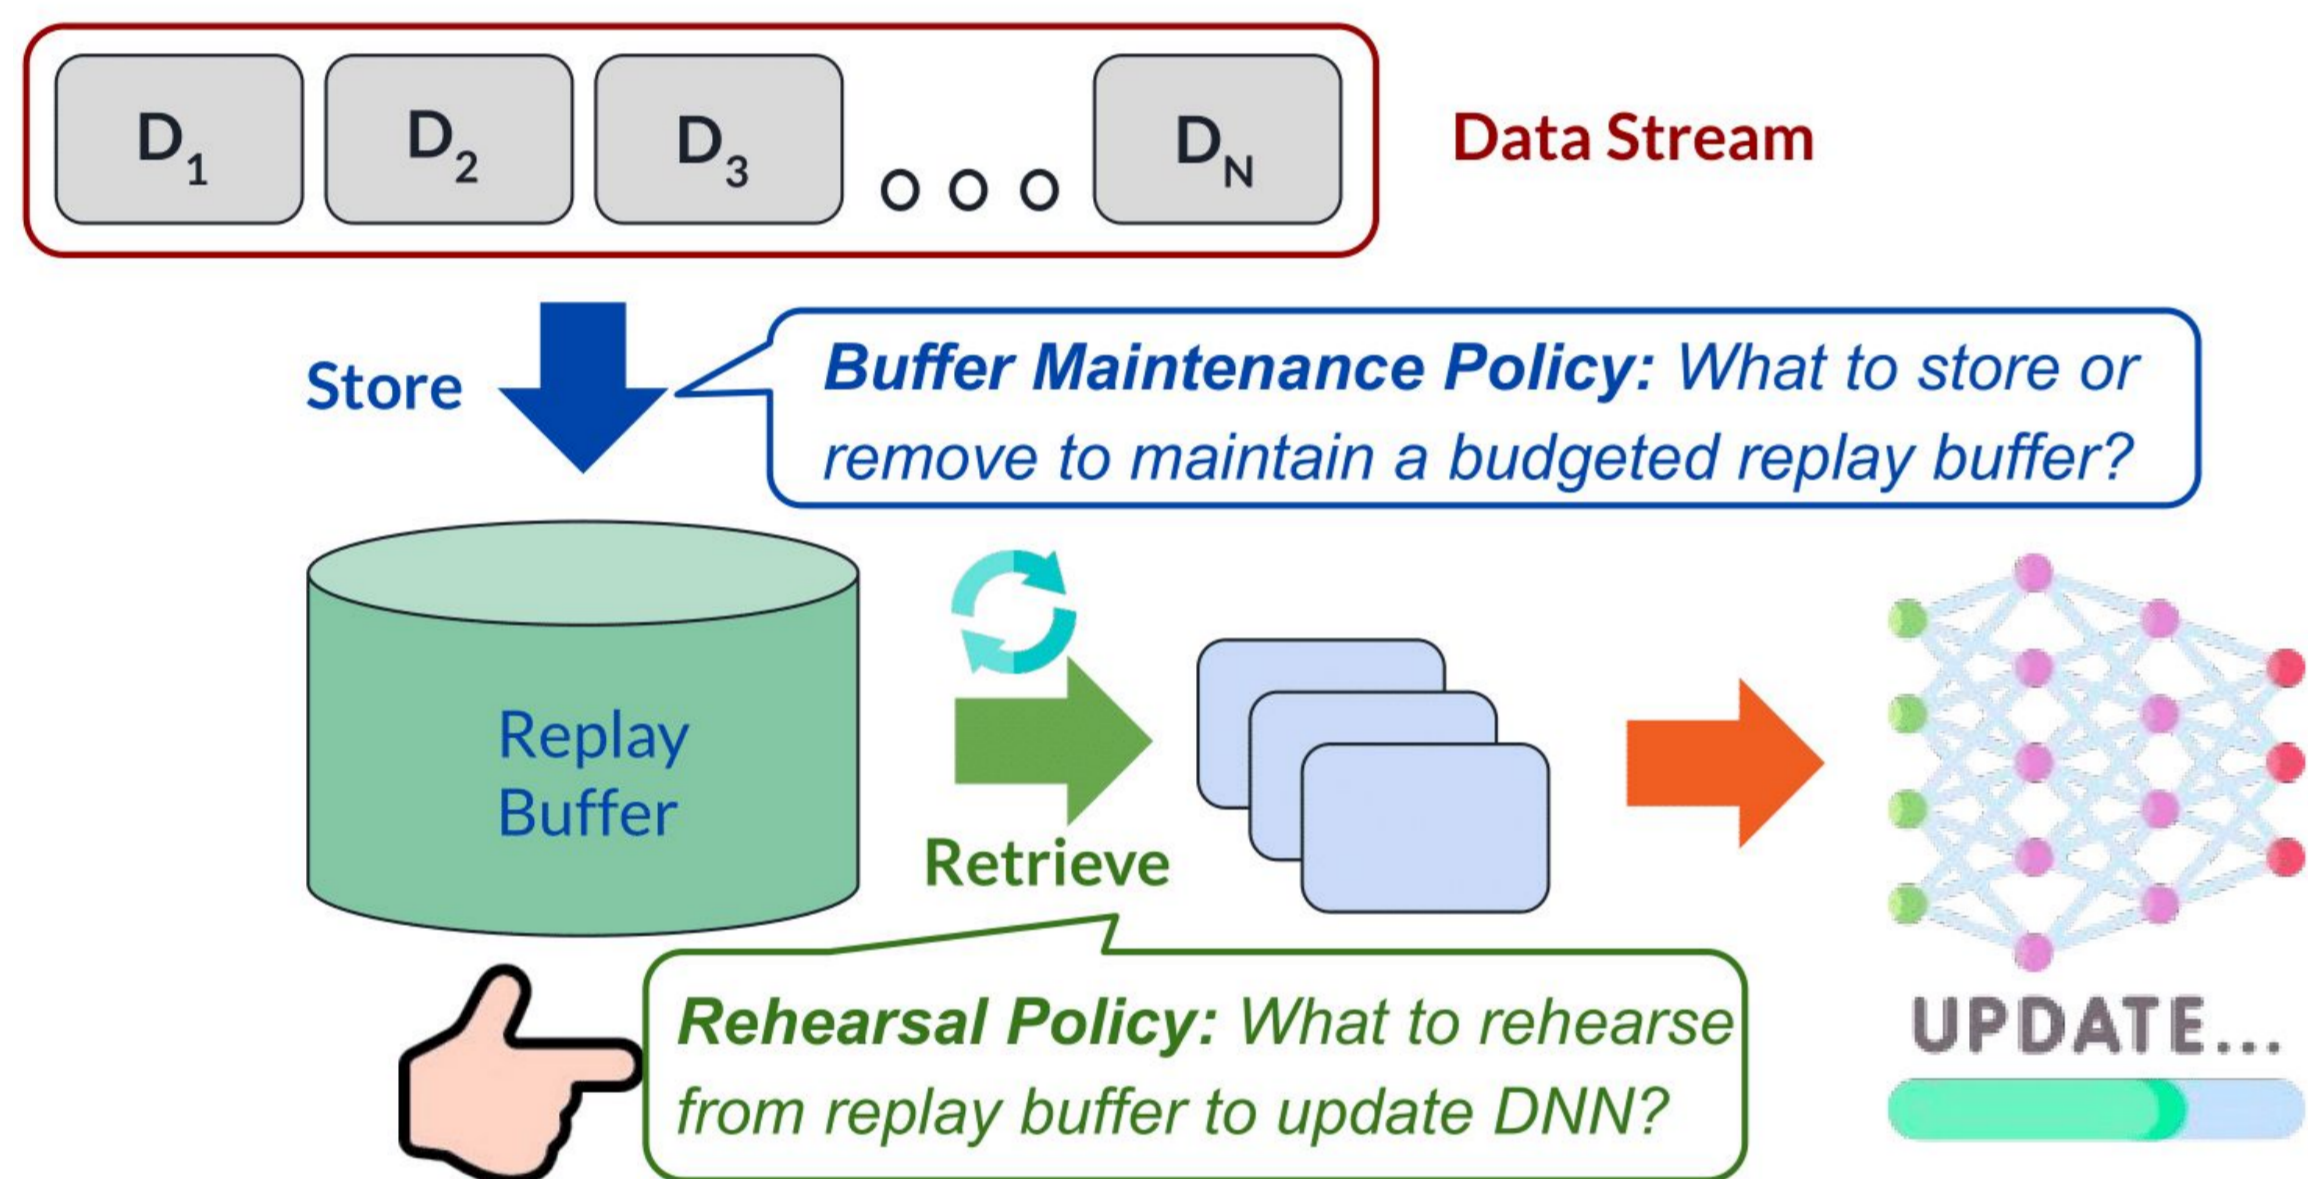 D1 D2 D3 DN
Data Stream
Store
Buffer Maintenance Policy: What to store or
remove to maintain a budgeted replay buffer?
Replay
Buffer
Retrieve
Rehearsal Policy: What to rehearse
from replay buffer to update DNN?
UPDATE...